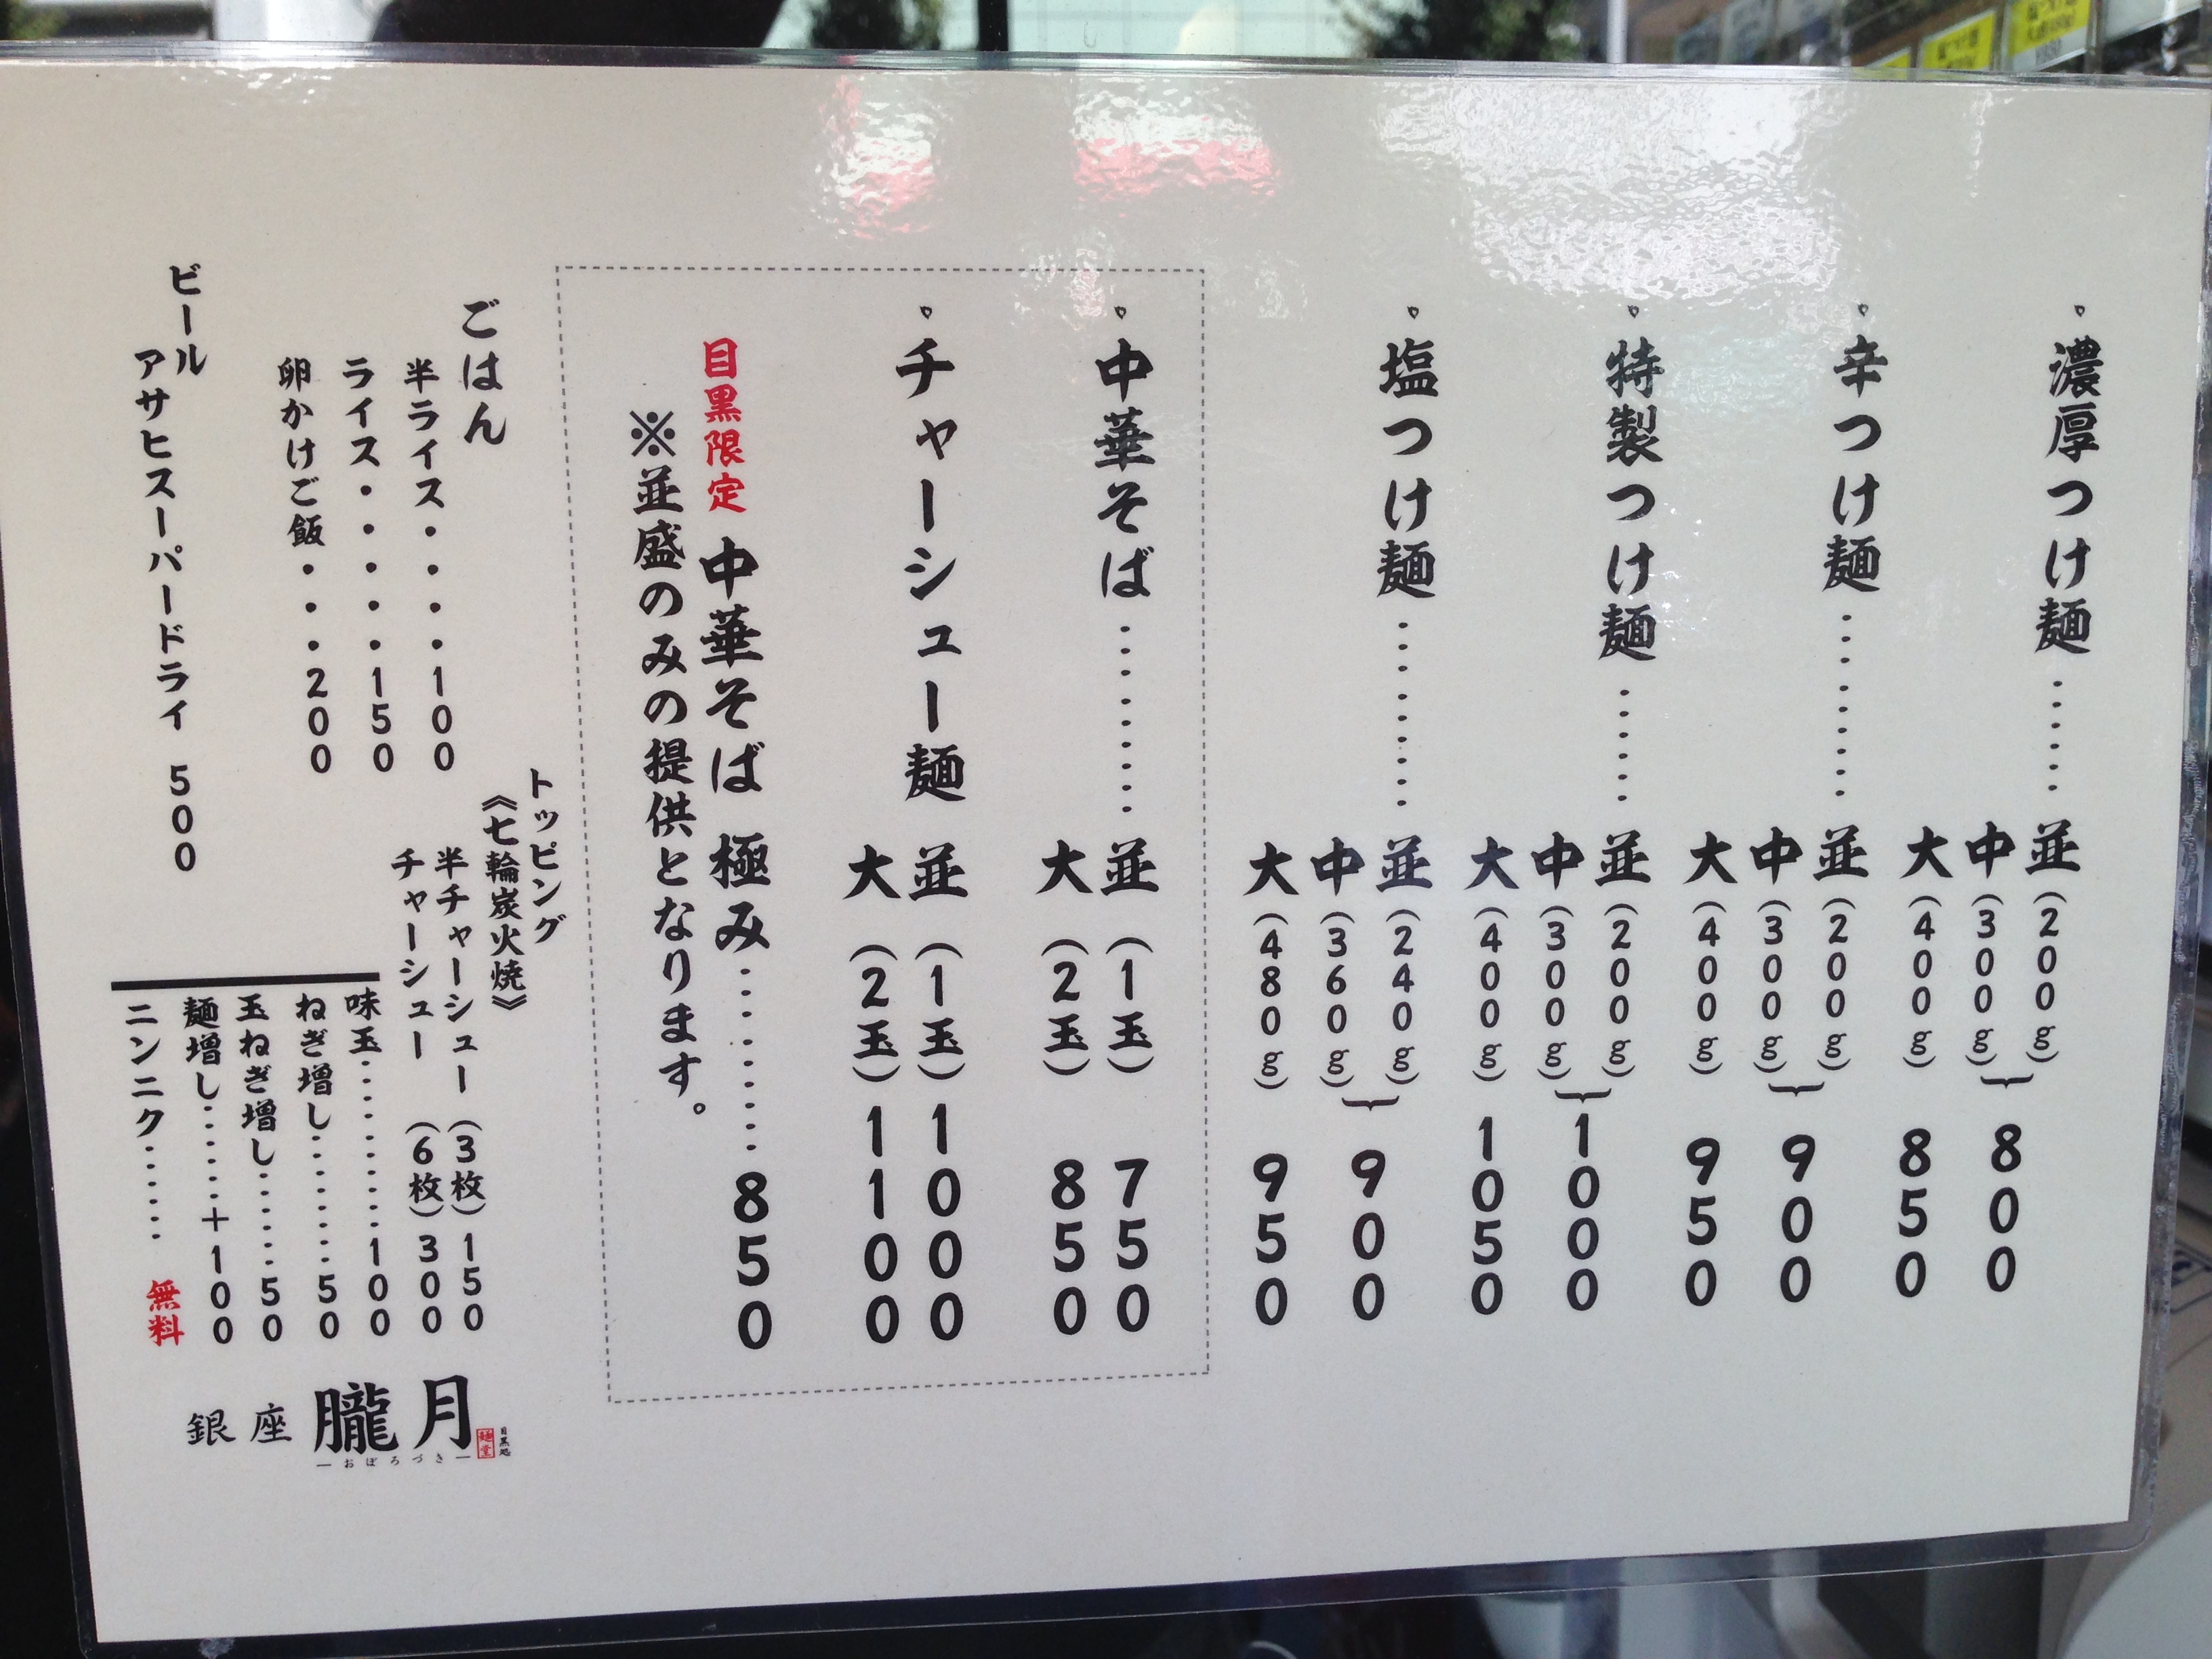 ・濃厚つけ麺……並(200g)
中(300g)}800
大(400g)850
・辛つけ麺………並(200g)
中(300g)}900
大(400g)950
・特製つけ麺……並(200g)
中(300g)}1000
大(400g)1050
・塩つけ麺………並(240g)
中(360g)}900
大(480g)950
・中華そば………並(1玉)750
大(2玉)850
・チャーシュー麺 並(1玉)1000
大(2玉)1100
目黒限定 中華そば 極み………850
※並盛のみの提供となります。
ごはん
半ライス・・・・100
ライス・・・・・150
卵かけご飯・・・200
ビール
アサヒスーパードライ 500
トッピング
《七輪炭火焼》
半チャーシュー(3枚)150
チャーシュー (6枚)300
味玉…………100
ねぎ増し………50
玉ねぎ増し……50
麺増し……+100
ニンニク…… 無料
銀座 朧月
目黒処
麺堂
―おぼろづき―